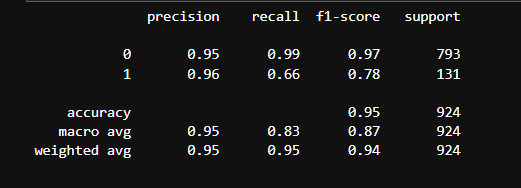 precision recall f1-score support
0 0.95 0.99 0.97 793
1 0.96 0.66 0.78 131
accuracy 0.95 924
macro avg 0.95 0.83 0.87 924
weighted avg 0.95 0.95 0.94 924